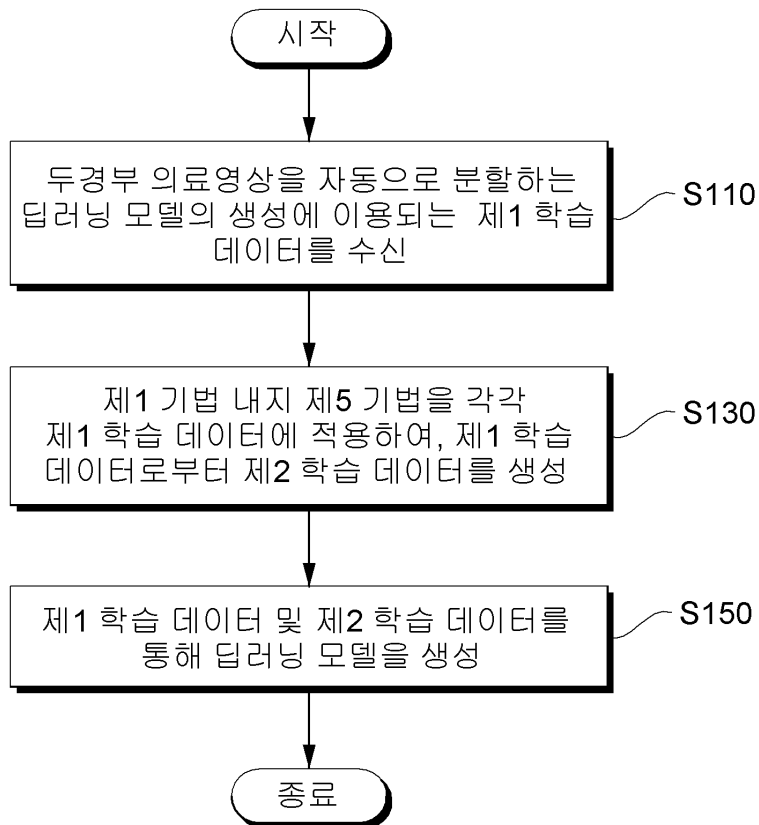 시작
두경부 의료영상을 자동으로 분할하는
딥러닝 모델의 생성에 이용되는 제1 학습
데이터를 수신
S110
제1 기법 내지 제5 기법을 각각
제1 학습 데이터에 적용하여, 제1 학습
데이터로부터 제2 학습 데이터를 생성
S130
제1 학습 데이터 및 제2 학습 데이터를
통해 딥러닝 모델을 생성
S150
종료